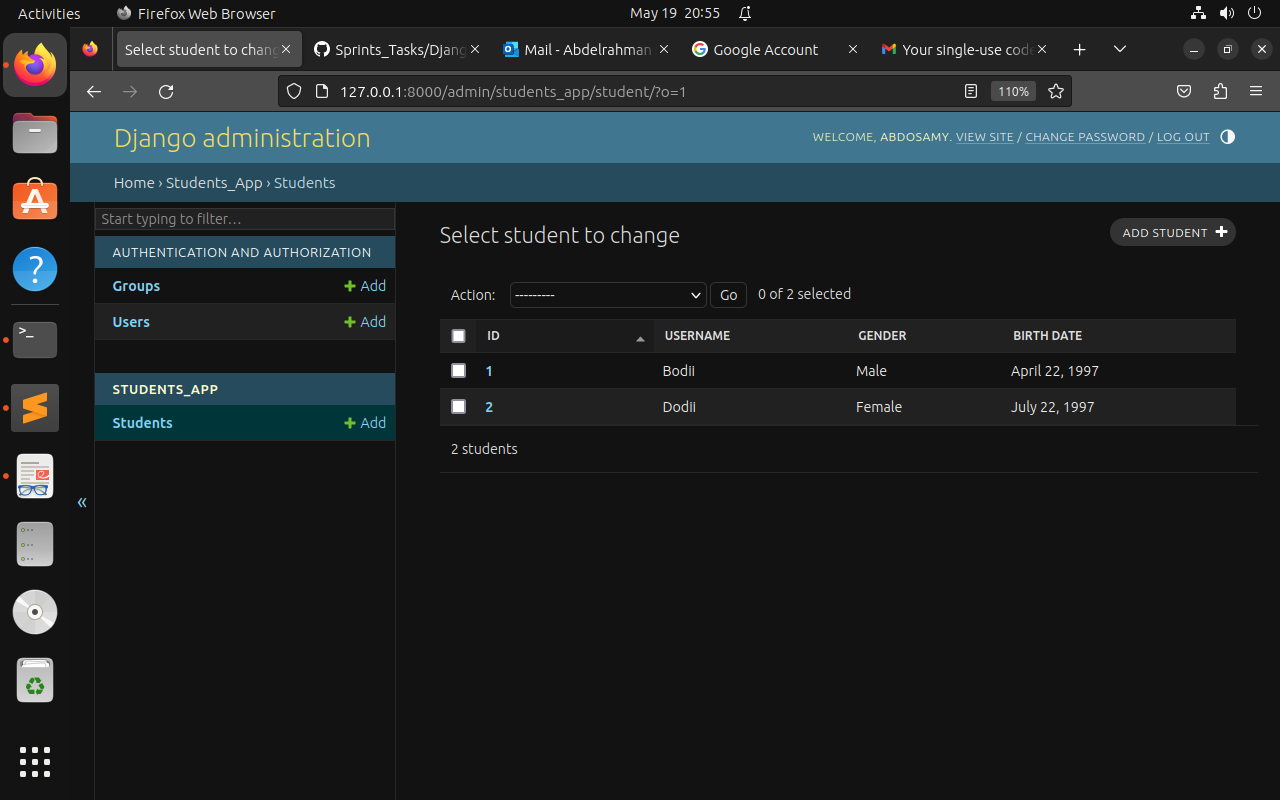 Activities Firefox Web Browser May 19 20:55
Select student to chang Sprints_Tasks/Djang Mail - Abdelrahman Google Account Your single-use code
127.0.0.1:8000/admin/students_app/student/?o=1 110%
Django administration WELCOME, ABDOSAMY. VIEW SITE / CHANGE PASSWORD / LOG OUT
Home › Students_App › Students
Start typing to filter…
AUTHENTICATION AND AUTHORIZATION
Groups Add
Users Add
STUDENTS_APP
Students Add
«
Select student to change ADD STUDENT
Action: --------- Go 0 of 2 selected
ID USERNAME GENDER BIRTH DATE
1 Bodii Male April 22, 1997
2 Dodii Female July 22, 1997
2 students